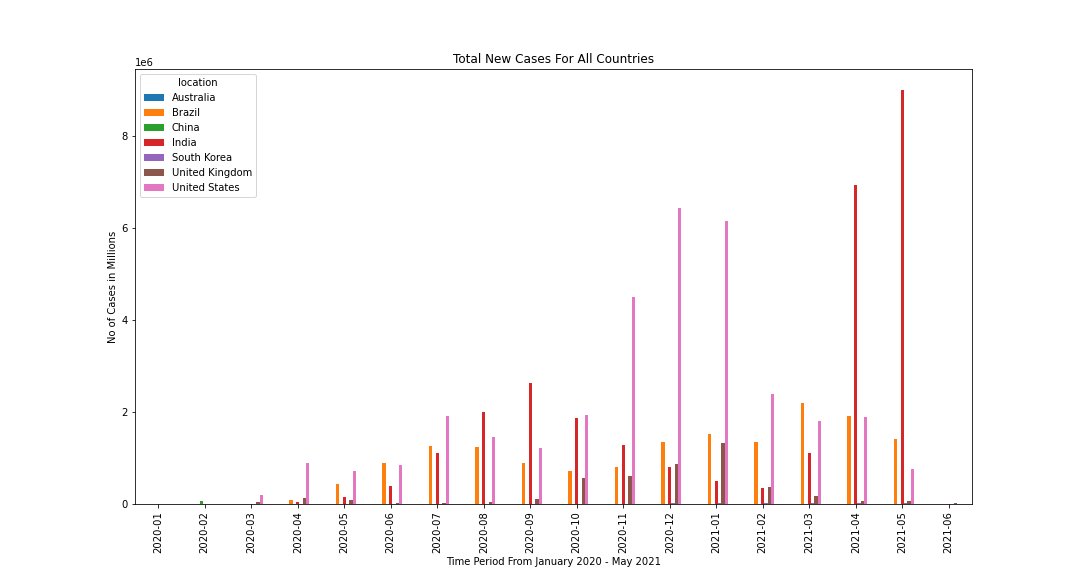 Total New Cases For All Countries
1e6
location
Australia
Brazil
China
India
South Korea
United Kingdom
United States
No of Cases in Millions
8
6
4
2
0
2020-01
2020-02
2020-03
2020-04
2020-05
2020-06
2020-07
2020-08
2020-09
2020-10
2020-11
2020-12
2021-01
2021-02
2021-03
2021-04
2021-05
2021-06
Time Period From January 2020 - May 2021